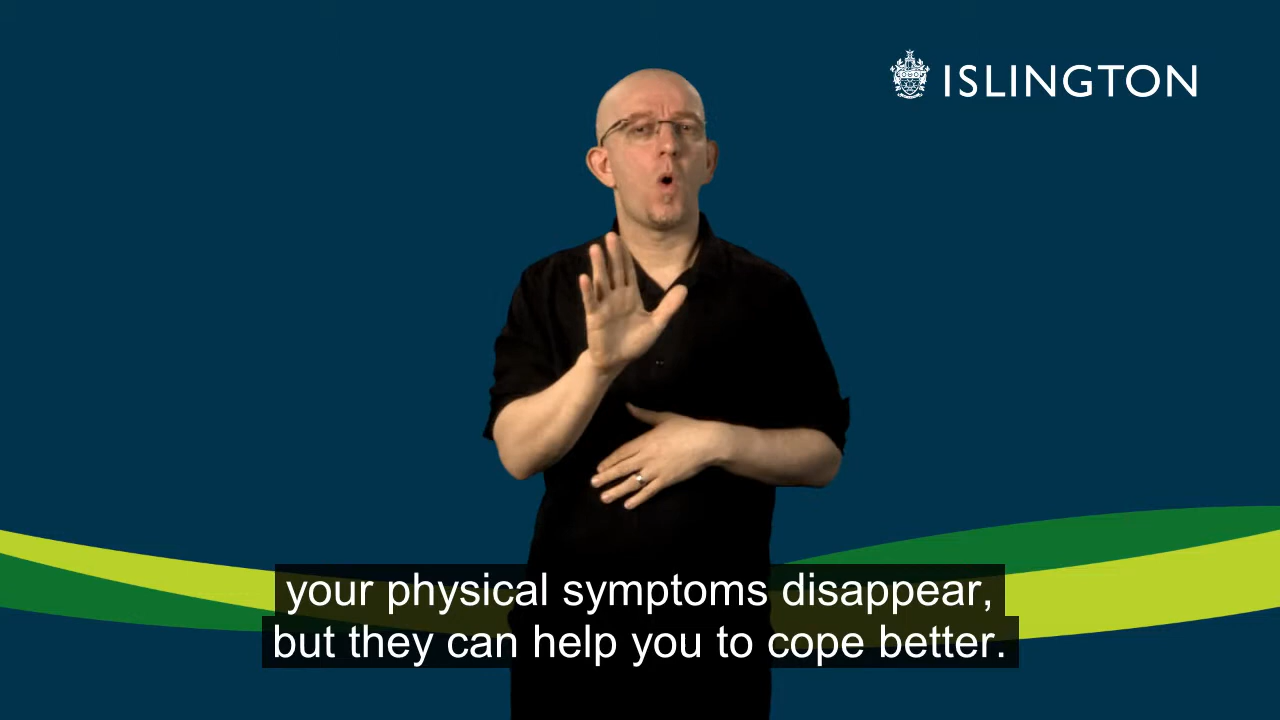 ISLINGTON
your physical symptoms disappear,
but they can help you to cope better.